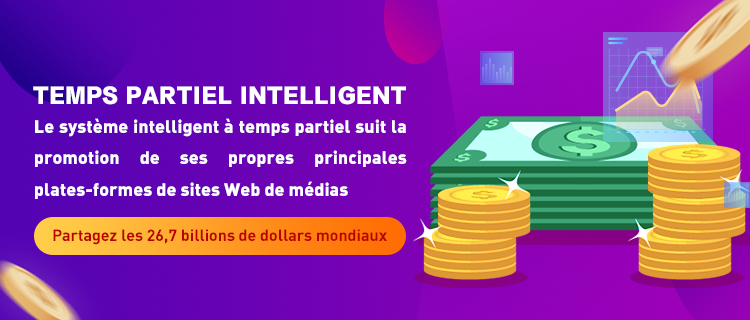 TEMPS PARTIEL INTELLIGENT
Le système intelligent à temps partiel suit la
promotion de ses propres principales
plates-formes de sites Web de médias
Partagez les 26,7 billions de dollars mondiaux